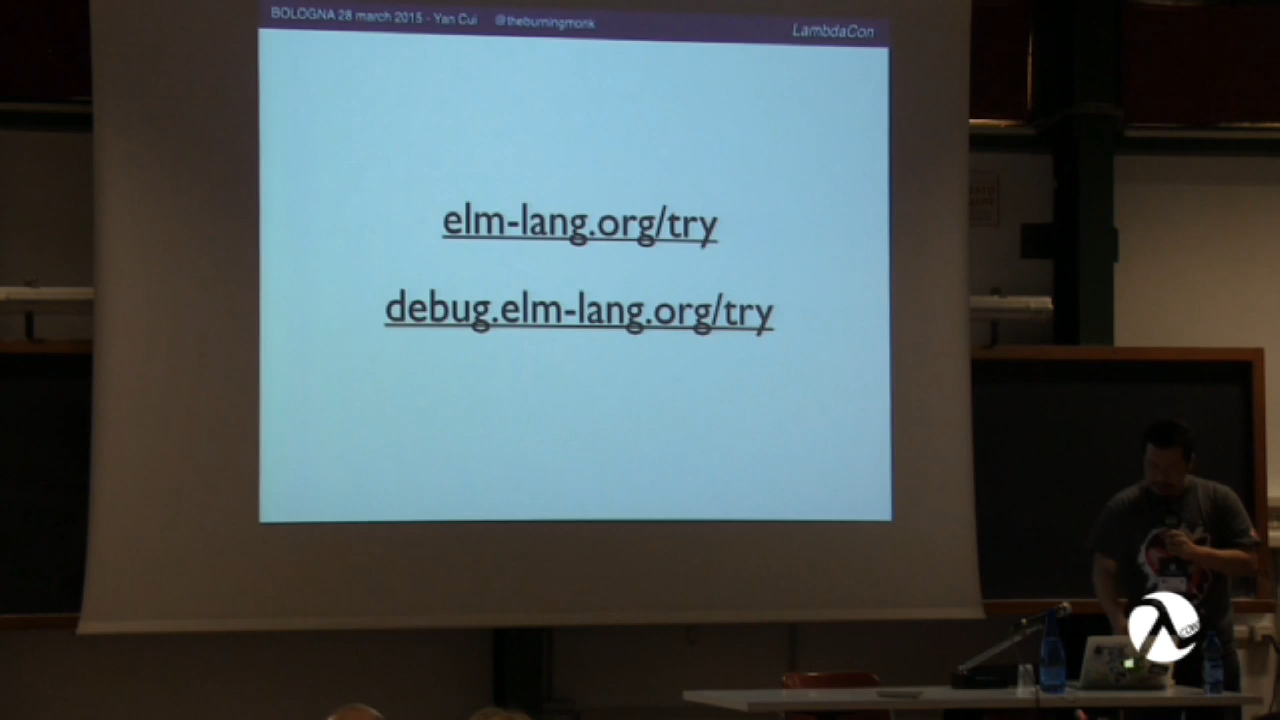 BOLOGNA 28 march 2015 - Yan Cui @theburningmonk
LambdaCon
elm-lang.org/try
debug.elm-lang.org/try